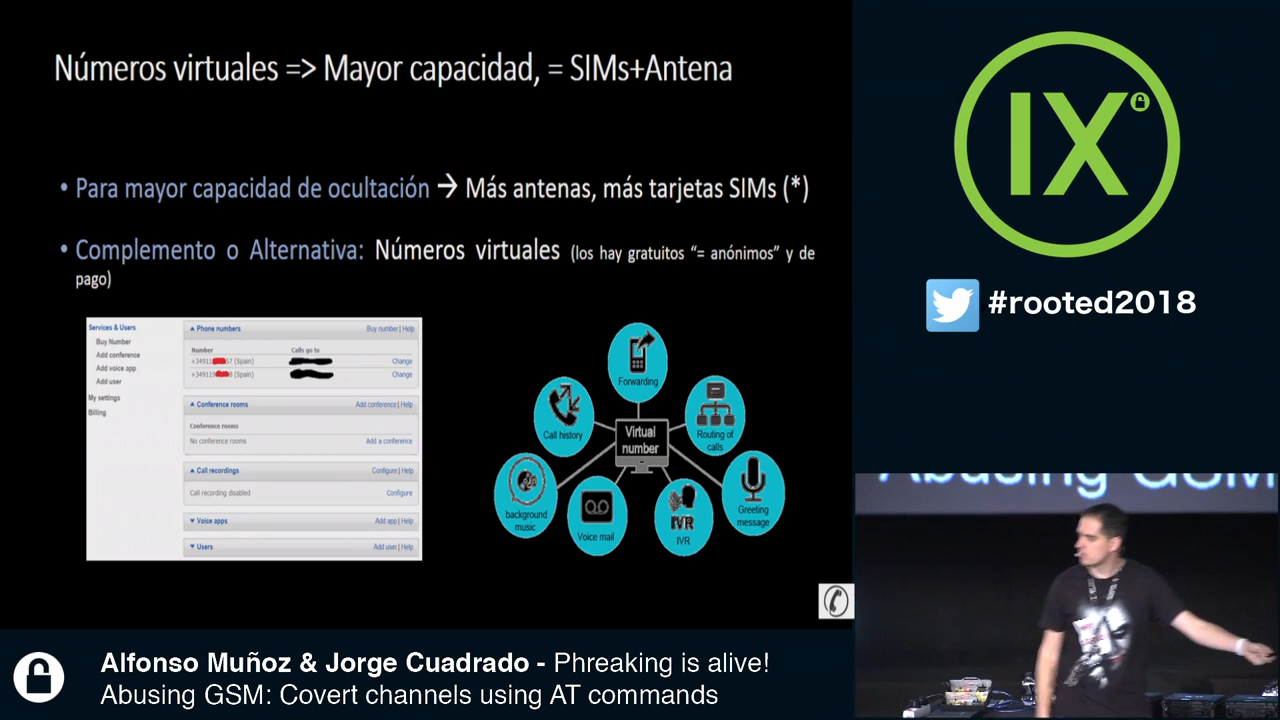 Números virtuales => Mayor capacidad, = SIMs+Antena
• Para mayor capacidad de ocultación → Más antenas, más tarjetas SIMs (*)
• Complemento o Alternativa: Números virtuales (los hay gratuitos “= anónimos” y de
pago)
Services & Users
Buy Number
Add conference
Add voice app
Add user
My settings
Billing
Phone numbers
Buy number | Help
Number
Calls go to
+3491 57 (Spain)
Change
+3491 8 (Spain)
Change
Conference rooms
Add conference | Help
Conference rooms
No conference rooms
Add a conference
Call recordings
Configure | Help
Call recording disabled
Configure
Voice apps
Add app | Help
Users
Add user | Help
Forwarding
Call history
Routing of
calls
Virtual
number
background
music
Voice mail
IVR
IVR
Greeting
message
IX
#rooted2018
Abusing GSM
Alfonso Muñoz & Jorge Cuadrado - Phreaking is alive!
Abusing GSM: Covert channels using AT commands